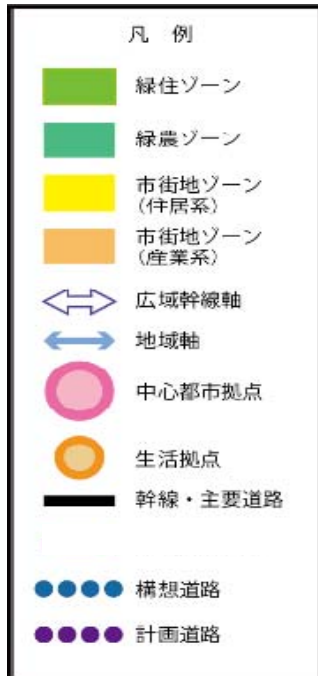 凡 例
緑住ゾーン
緑農ゾーン
市街地ゾーン
(住居系)
市街地ゾーン
(産業系)
広域幹線軸
地域軸
中心都市拠点
生活拠点
幹線・主要道路
構想道路
計画道路